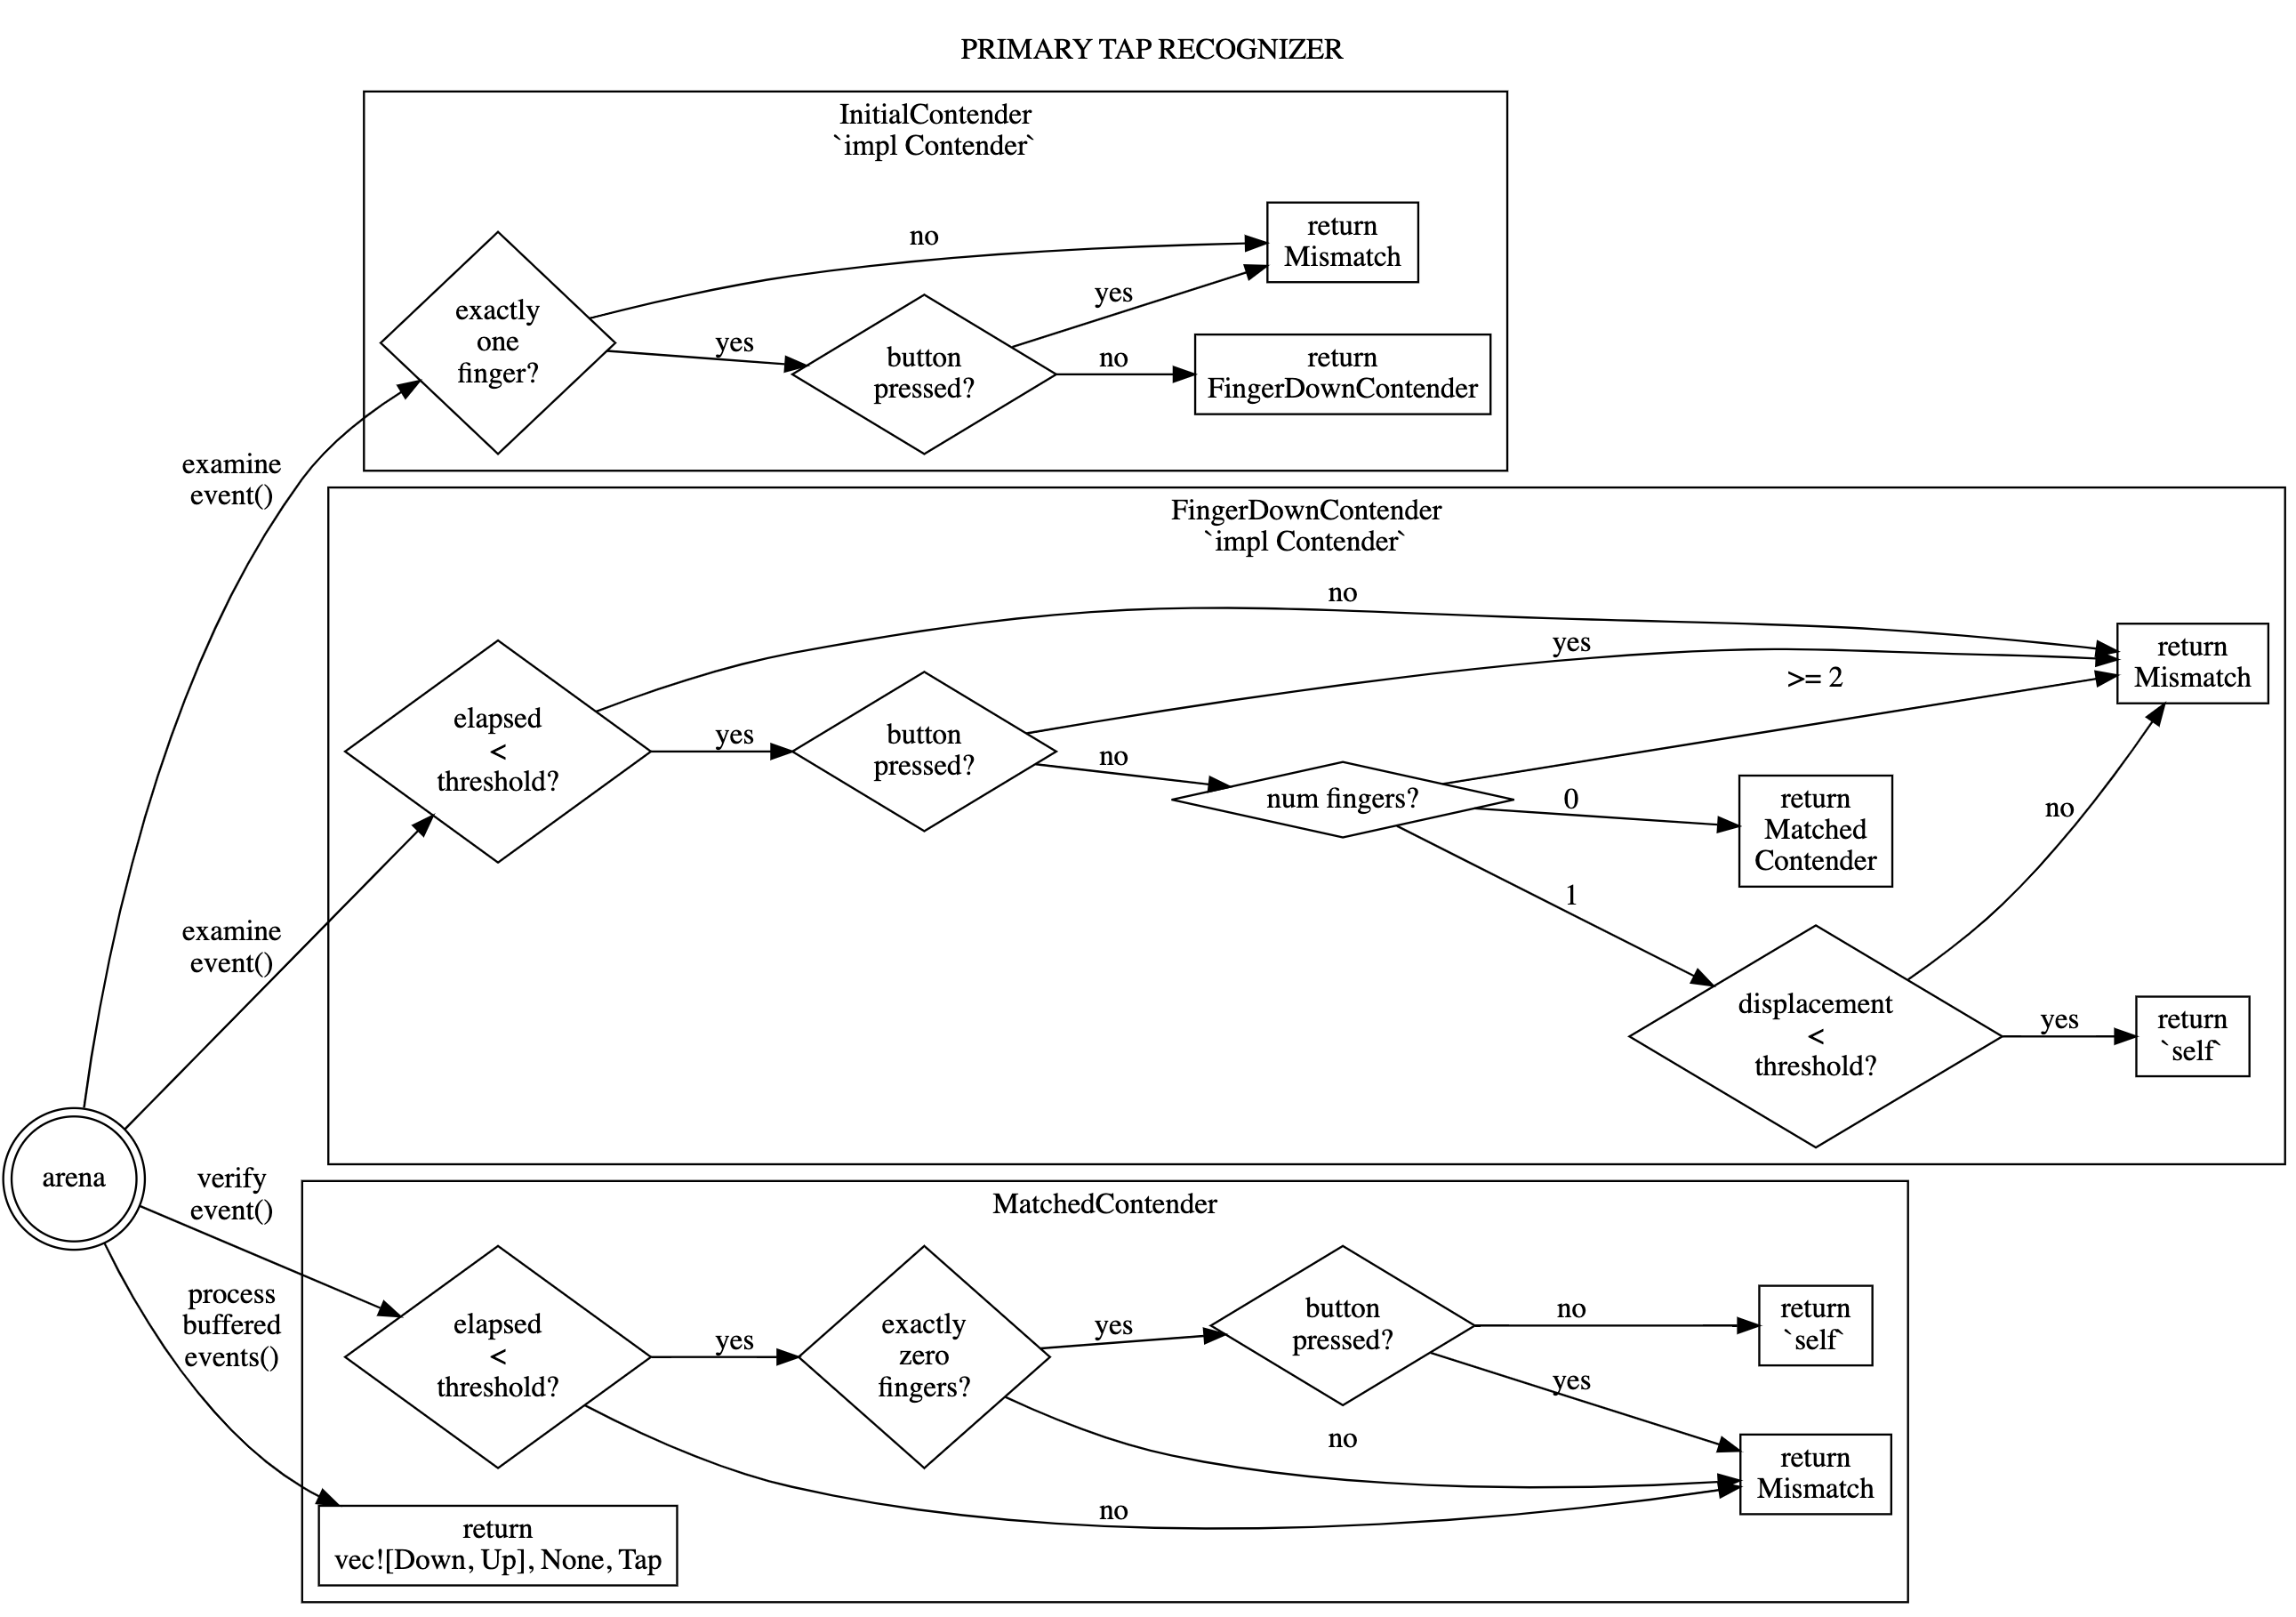 PRIMARY TAP RECOGNIZER
InitialContender
`impl Contender`
exactly
one
finger?
no
yes
button
pressed?
yes
no
return
Mismatch
return
FingerDownContender
examine
event()
FingerDownContender
`impl Contender`
elapsed
<
threshold?
no
yes
button
pressed?
yes
no
num fingers?
>= 2
0
1
return
Mismatch
return
Matched
Contender
displacement
<
threshold?
no
yes
return
`self`
examine
event()
arena
verify
event()
process
buffered
events()
MatchedContender
elapsed
<
threshold?
yes
no
exactly
zero
fingers?
yes
no
button
pressed?
no
yes
return
`self`
return
Mismatch
return
vec![Down, Up], None, Tap